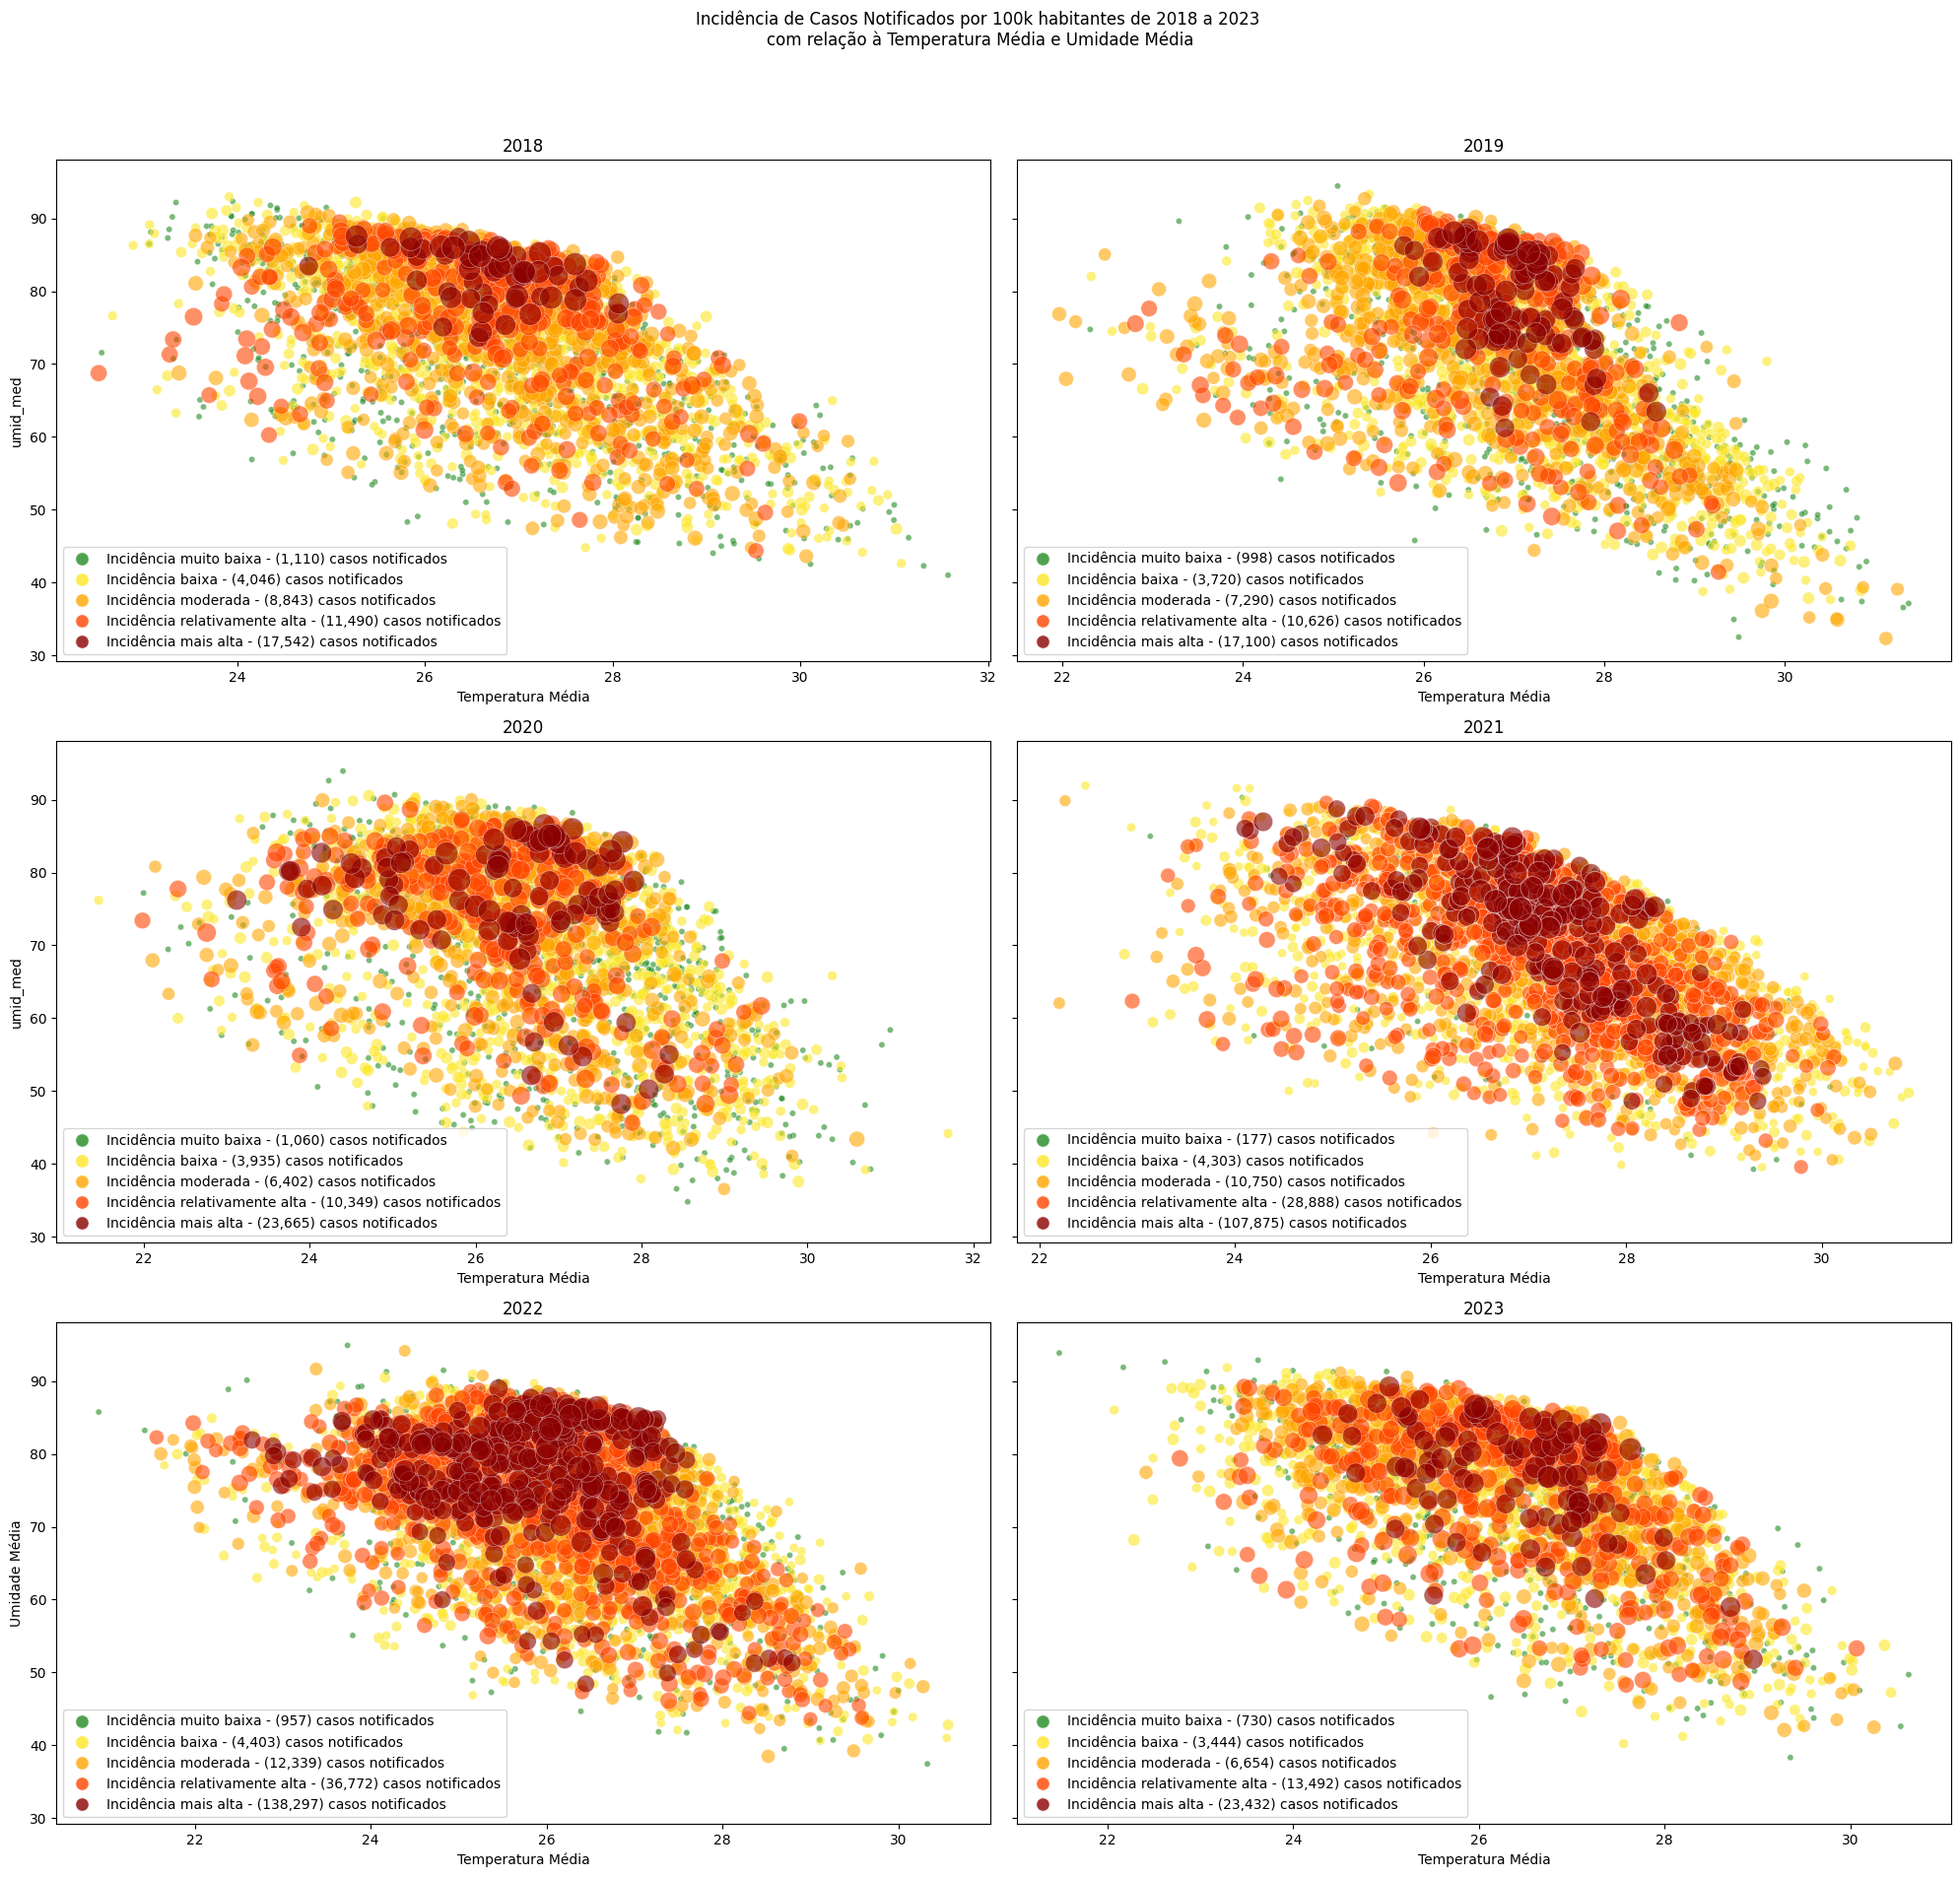 Incidência de Casos Notificados por 100k habitantes de 2018 a 2023
com relação à Temperatura Média e Umidade Média
2018
umid_med
90
80
70
60
50
40
30
Incidência muito baixa - (1,110) casos notificados
Incidência baixa - (4,046) casos notificados
Incidência moderada - (8,843) casos notificados
Incidência relativamente alta - (11,490) casos notificados
Incidência mais alta - (17,542) casos notificados
24 26 28 30 32
Temperatura Média
2019
Incidência muito baixa - (998) casos notificados
Incidência baixa - (3,720) casos notificados
Incidência moderada - (7,290) casos notificados
Incidência relativamente alta - (10,626) casos notificados
Incidência mais alta - (17,100) casos notificados
22 24 26 28 30
Temperatura Média
2020
umid_med
90
80
70
60
50
40
30
Incidência muito baixa - (1,060) casos notificados
Incidência baixa - (3,935) casos notificados
Incidência moderada - (6,402) casos notificados
Incidência relativamente alta - (10,349) casos notificados
Incidência mais alta - (23,665) casos notificados
22 24 26 28 30 32
Temperatura Média
2021
Incidência muito baixa - (177) casos notificados
Incidência baixa - (4,303) casos notificados
Incidência moderada - (10,750) casos notificados
Incidência relativamente alta - (28,888) casos notificados
Incidência mais alta - (107,875) casos notificados
22 24 26 28 30
Temperatura Média
2022
Umidade Média
90
80
70
60
50
40
30
Incidência muito baixa - (957) casos notificados
Incidência baixa - (4,403) casos notificados
Incidência moderada - (12,339) casos notificados
Incidência relativamente alta - (36,772) casos notificados
Incidência mais alta - (138,297) casos notificados
22 24 26 28 30
Temperatura Média
2023
Incidência muito baixa - (730) casos notificados
Incidência baixa - (3,444) casos notificados
Incidência moderada - (6,654) casos notificados
Incidência relativamente alta - (13,492) casos notificados
Incidência mais alta - (23,432) casos notificados
22 24 26 28 30
Temperatura Média